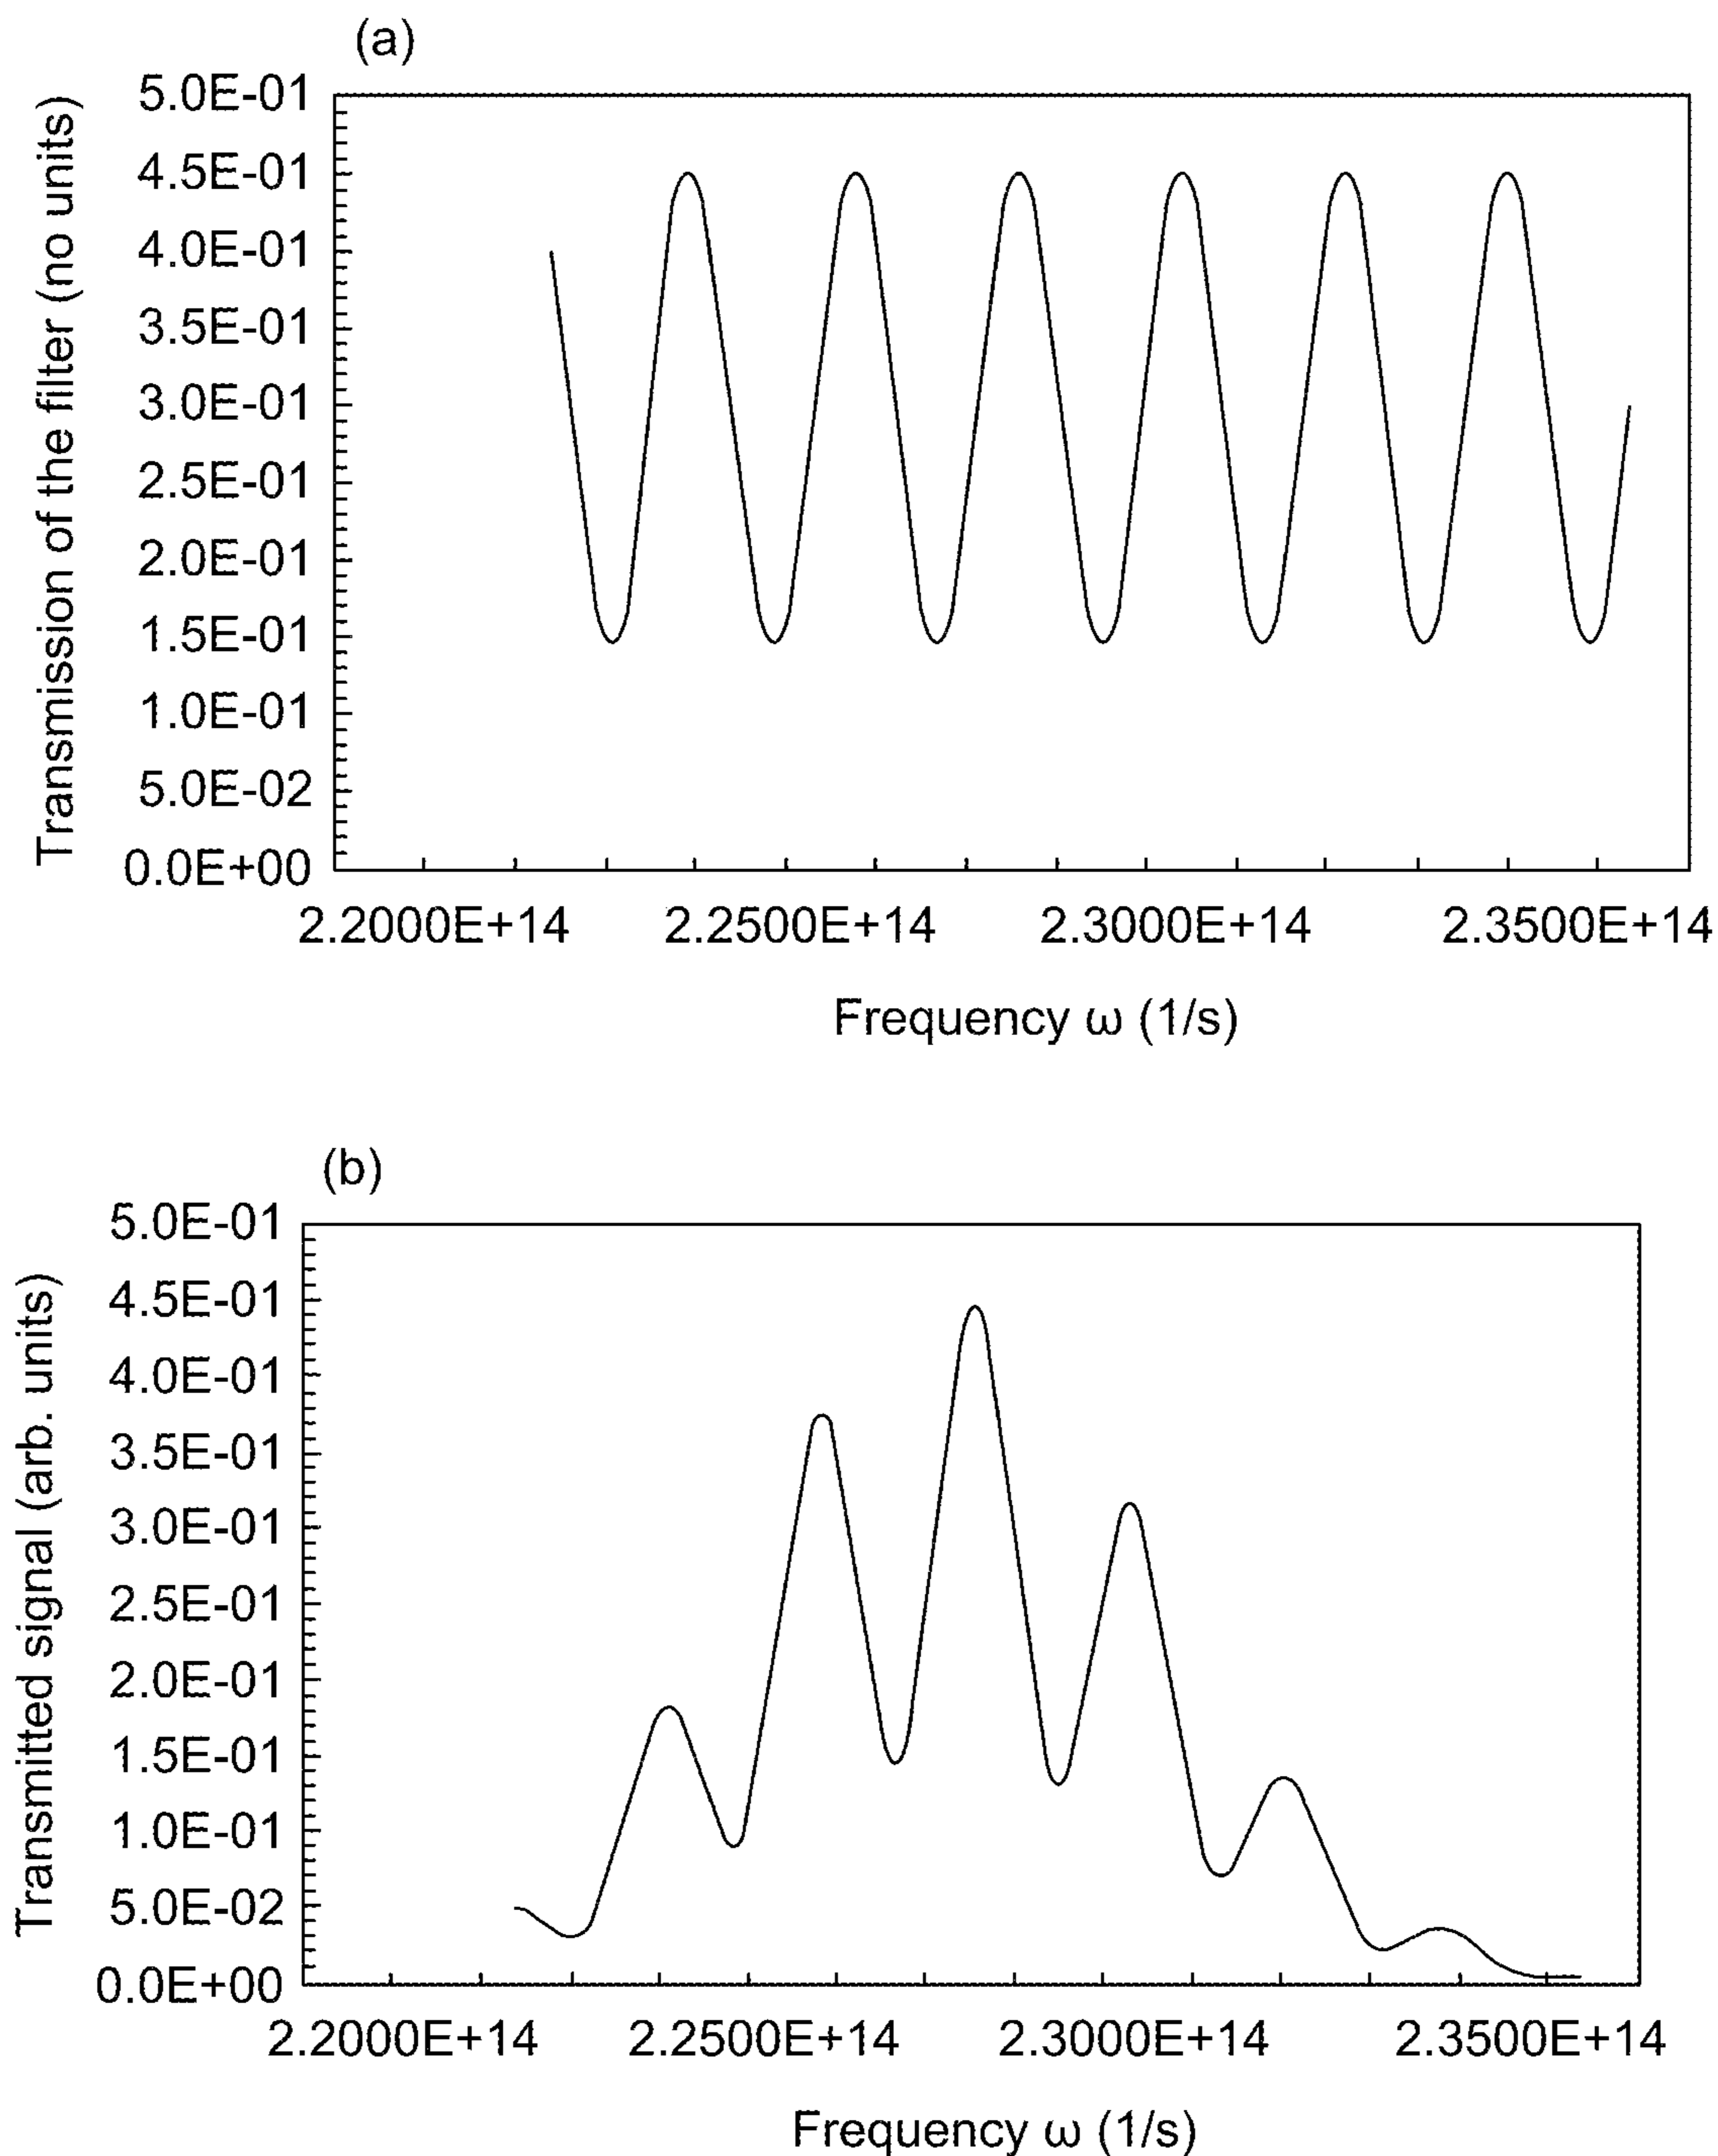 (a)
Transmission of the filter (no units)
5.0E-01
4.5E-01
4.0E-01
3.5E-01
3.0E-01
2.5E-01
2.0E-01
1.5E-01
1.0E-01
5.0E-02
0.0E+00
2.2000E+14 2.2500E+14 2.3000E+14 2.3500E+14
Frequency ω (1/s)
(b)
Transmitted signal (arb. units)
5.0E-01
4.5E-01
4.0E-01
3.5E-01
3.0E-01
2.5E-01
2.0E-01
1.5E-01
1.0E-01
5.0E-02
0.0E+00
2.2000E+14 2.2500E+14 2.3000E+14 2.3500E+14
Frequency ω (1/s)